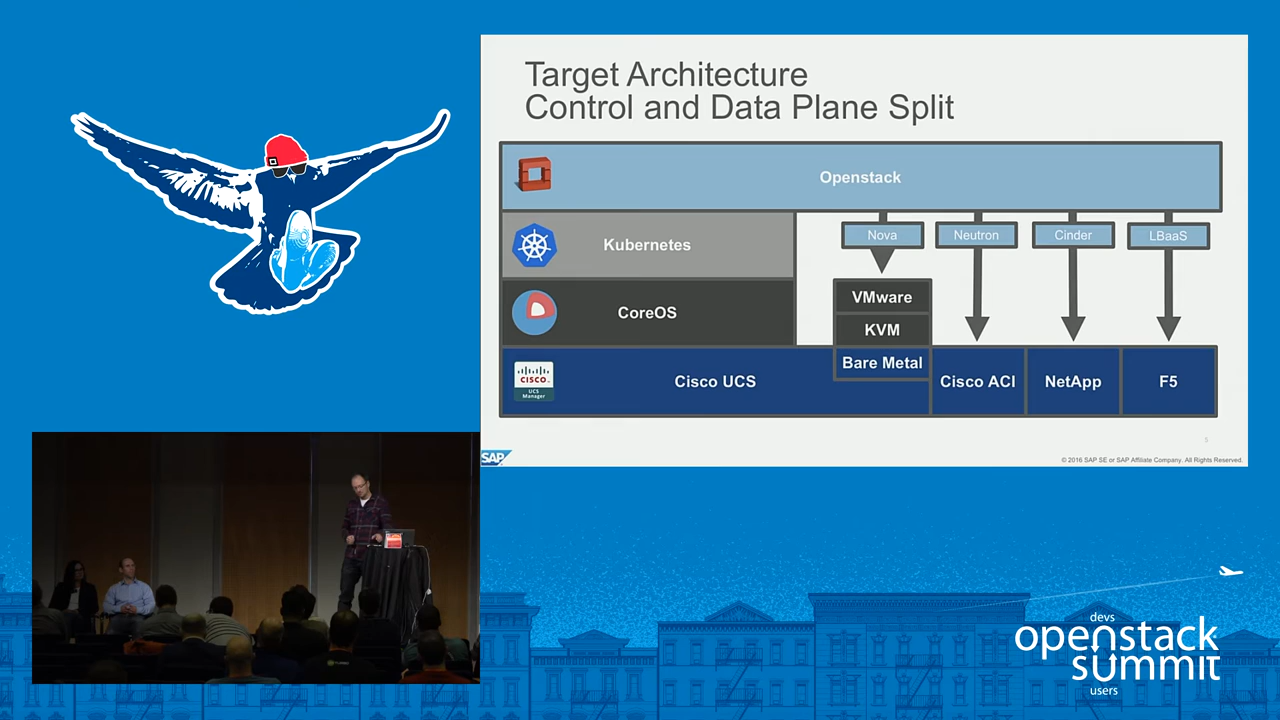 Target Architecture
Control and Data Plane Split
Openstack
Kubernetes
Nova
Neutron
Cinder
LBaaS
CoreOS
VMware
KVM
Bare Metal
CISCO
UCS
Manager
Cisco UCS
Cisco ACI
NetApp
F5
5
SAP
© 2016 SAP SE or SAP Affiliate Company. All Rights Reserved.
devs
openstack
summit
users